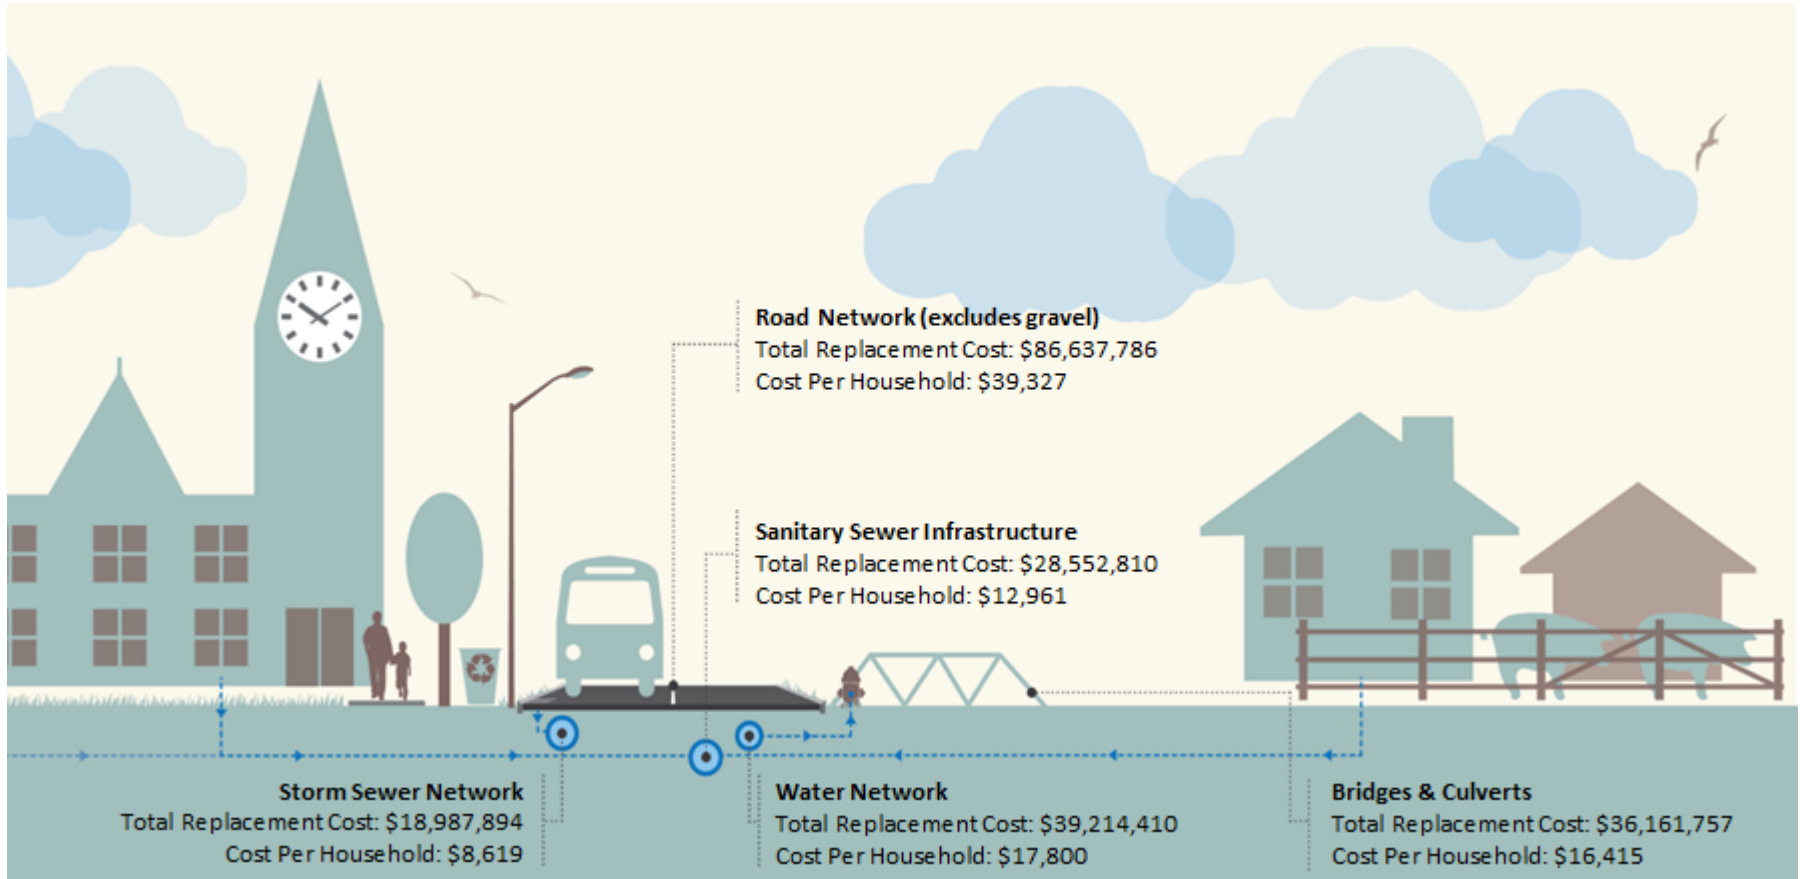 Road Network (excludes gravel)
Total Replacement Cost: $86,637,786
Cost Per Household: $39,327
Sanitary Sewer Infrastructure
Total Replacement Cost: $28,552,810
Cost Per Household: $12,961
Storm Sewer Network
Total Replacement Cost: $18,987,894
Cost Per Household: $8,619
Water Network
Total Replacement Cost: $39,214,410
Cost Per Household: $17,800
Bridges & Culverts
Total Replacement Cost: $36,161,757
Cost Per Household: $16,415